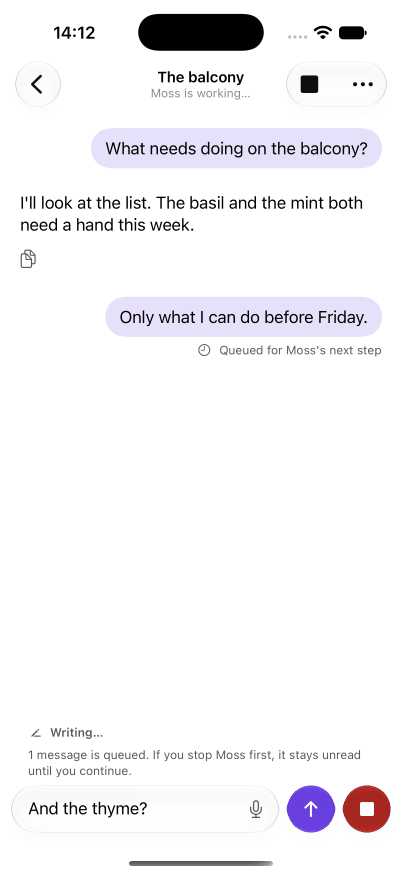 14:12
The balcony
Moss is working...
What needs doing on the balcony?
I'll look at the list. The basil and the mint both
need a hand this week.
Only what I can do before Friday.
Queued for Moss's next step
Writing...
1 message is queued. If you stop Moss first, it stays unread
until you continue.
And the thyme?